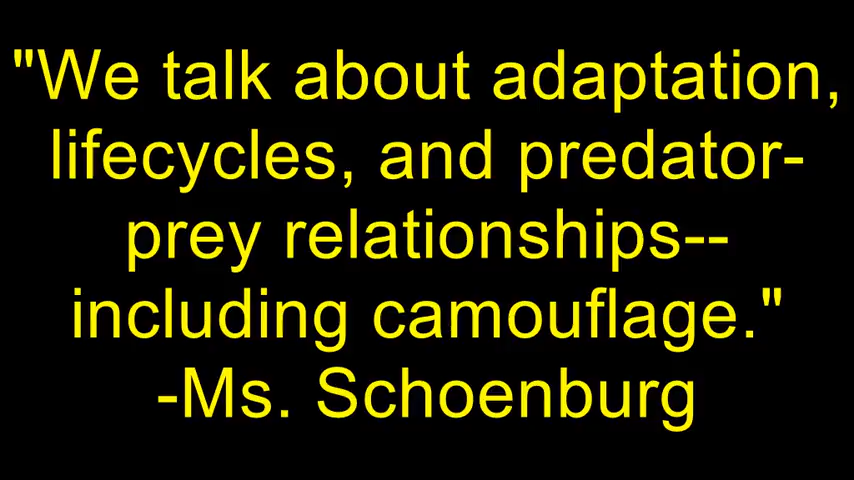 "We talk about adaptation,
lifecycles, and predator-
prey relationships--
including camouflage."
-Ms. Schoenburg